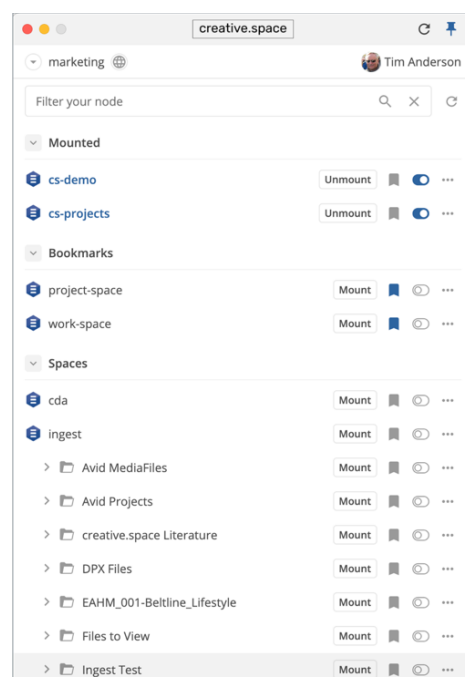 creative.space
marketing Tim Anderson
Filter your node
Mounted
cs-demo Unmount
cs-projects Unmount
Bookmarks
project-space Mount
work-space Mount
Spaces
cda Mount
ingest Mount
Avid MediaFiles Mount
Avid Projects Mount
creative.space Literature Mount
DPX Files Mount
EAHM_001-Beltline_Lifestyle Mount
Files to View Mount
Ingest Test Mount